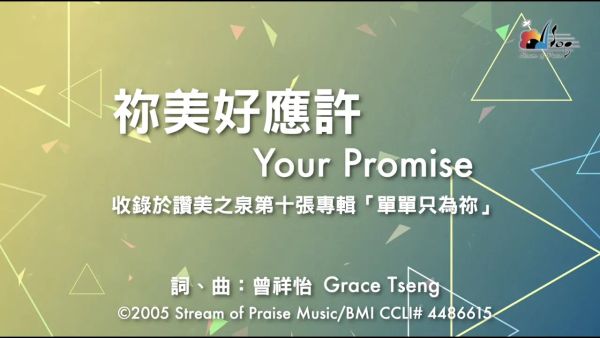 祢美好應許
Your Promise
收錄於讚美之泉第十張專輯「單單只為祢」
詞、曲：曾祥怡 Grace Tseng
©2005 Stream of Praise Music/BMI CCLI# 4486615